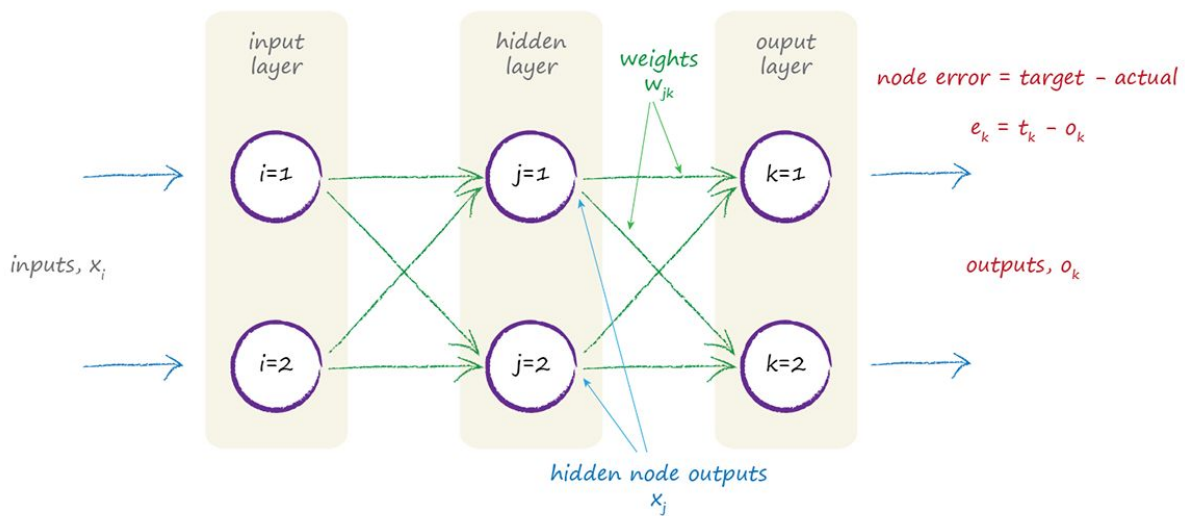 input
layer
hidden
layer
ouput
layer
weights
w_jk
node error = target - actual
e_k = t_k - o_k
i=1
j=1
k=1
inputs, x_i
outputs, o_k
i=2
j=2
k=2
hidden node outputs
x_j